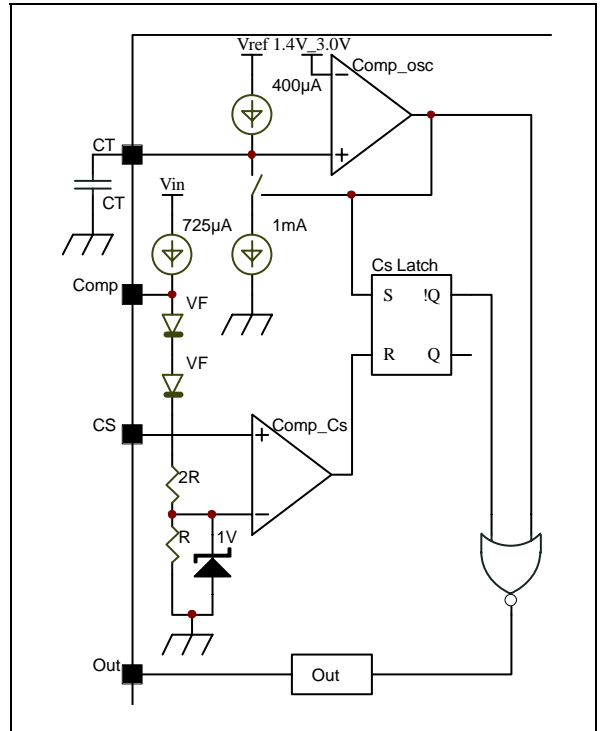 Vref 1.4V_3.0V
Comp_osc
400µA
CT
CT
Vin
725µA
1mA
Cs Latch
Comp
VF
S !Q
VF
R Q
CS
Comp_Cs
2R
R
1V
Out
Out